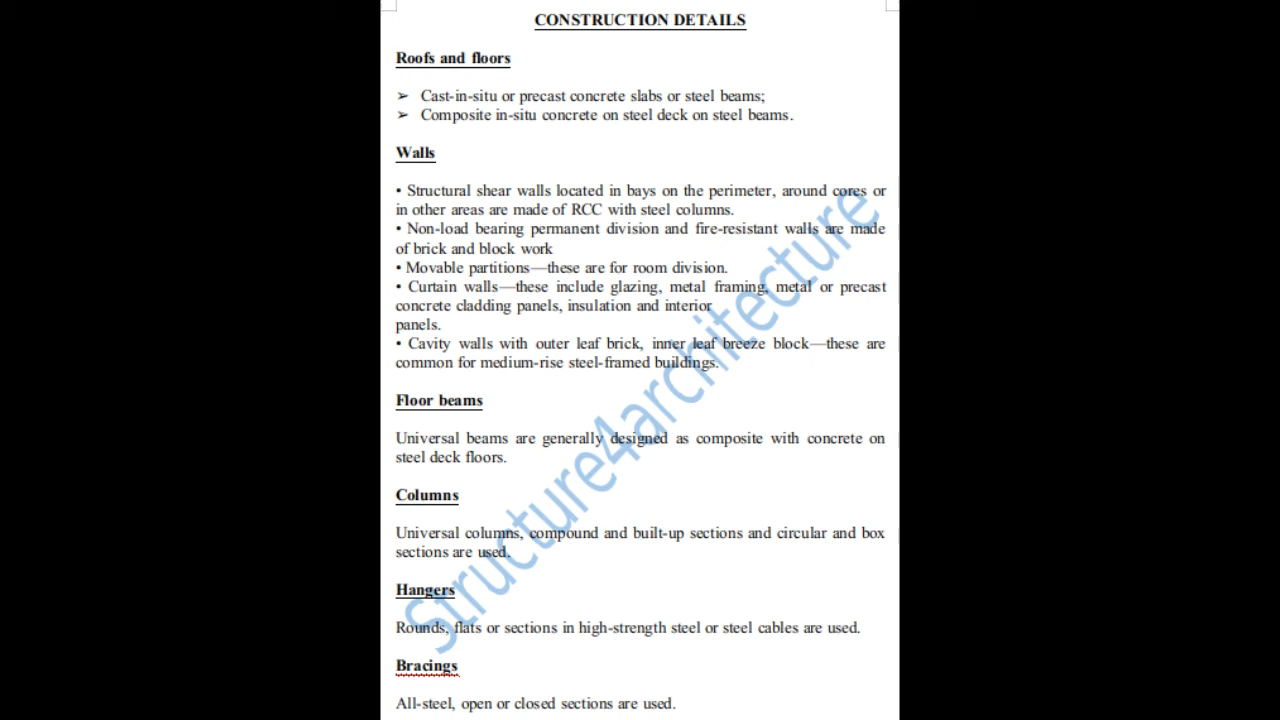 CONSTRUCTION DETAILS
Roofs and floors
➢ Cast-in-situ or precast concrete slabs or steel beams;
➢ Composite in-situ concrete on steel deck on steel beams.
Walls
• Structural shear walls located in bays on the perimeter, around cores or
in other areas are made of RCC with steel columns.
• Non-load bearing permanent division and fire-resistant walls are made
of brick and block work
• Movable partitions—these are for room division.
• Curtain walls—these include glazing, metal framing, metal or precast
concrete cladding panels, insulation and interior
panels.
• Cavity walls with outer leaf brick, inner leaf breeze block—these are
common for medium-rise steel-framed buildings.
Floor beams
Universal beams are generally designed as composite with concrete on
steel deck floors.
Columns
Universal columns, compound and built-up sections and circular and box
sections are used.
Hangers
Rounds, flats or sections in high-strength steel or steel cables are used.
Bracings
All-steel, open or closed sections are used.
Structure4architecture